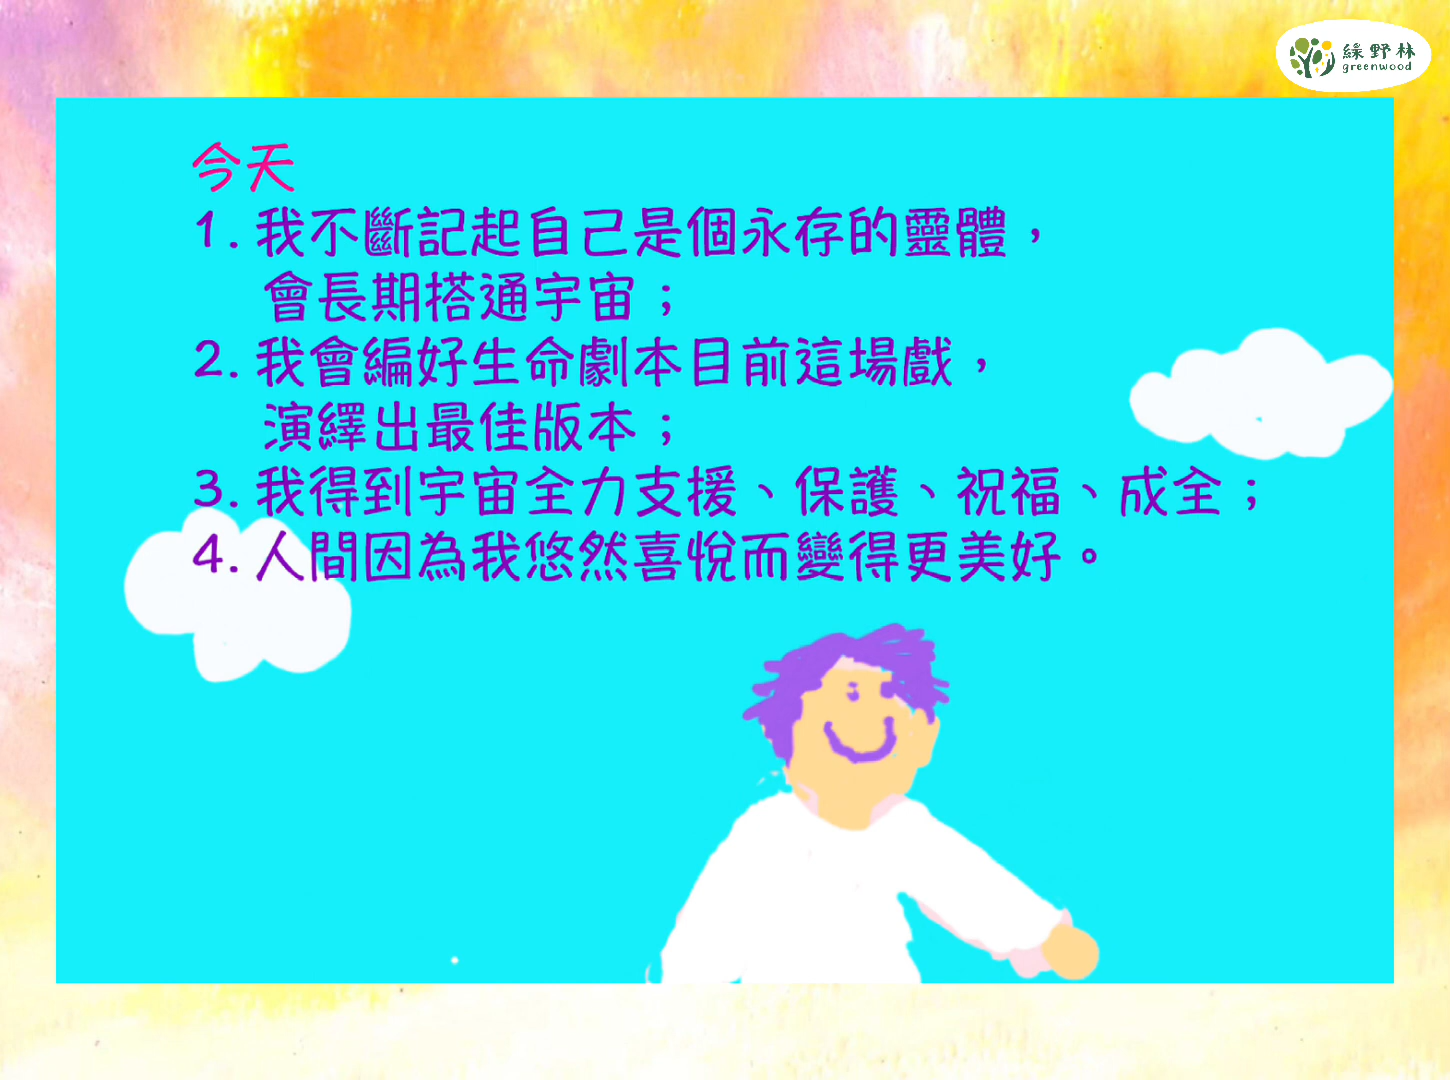 綠野林
greenwood
今天
1. 我不斷記起自己是個永存的靈體，
會長期搭通宇宙；
2. 我會編好生命劇本目前這場戲，
演繹出最佳版本；
3. 我得到宇宙全力支援、保護、祝福、成全；
4. 人間因為我悠然喜悅而變得更美好。